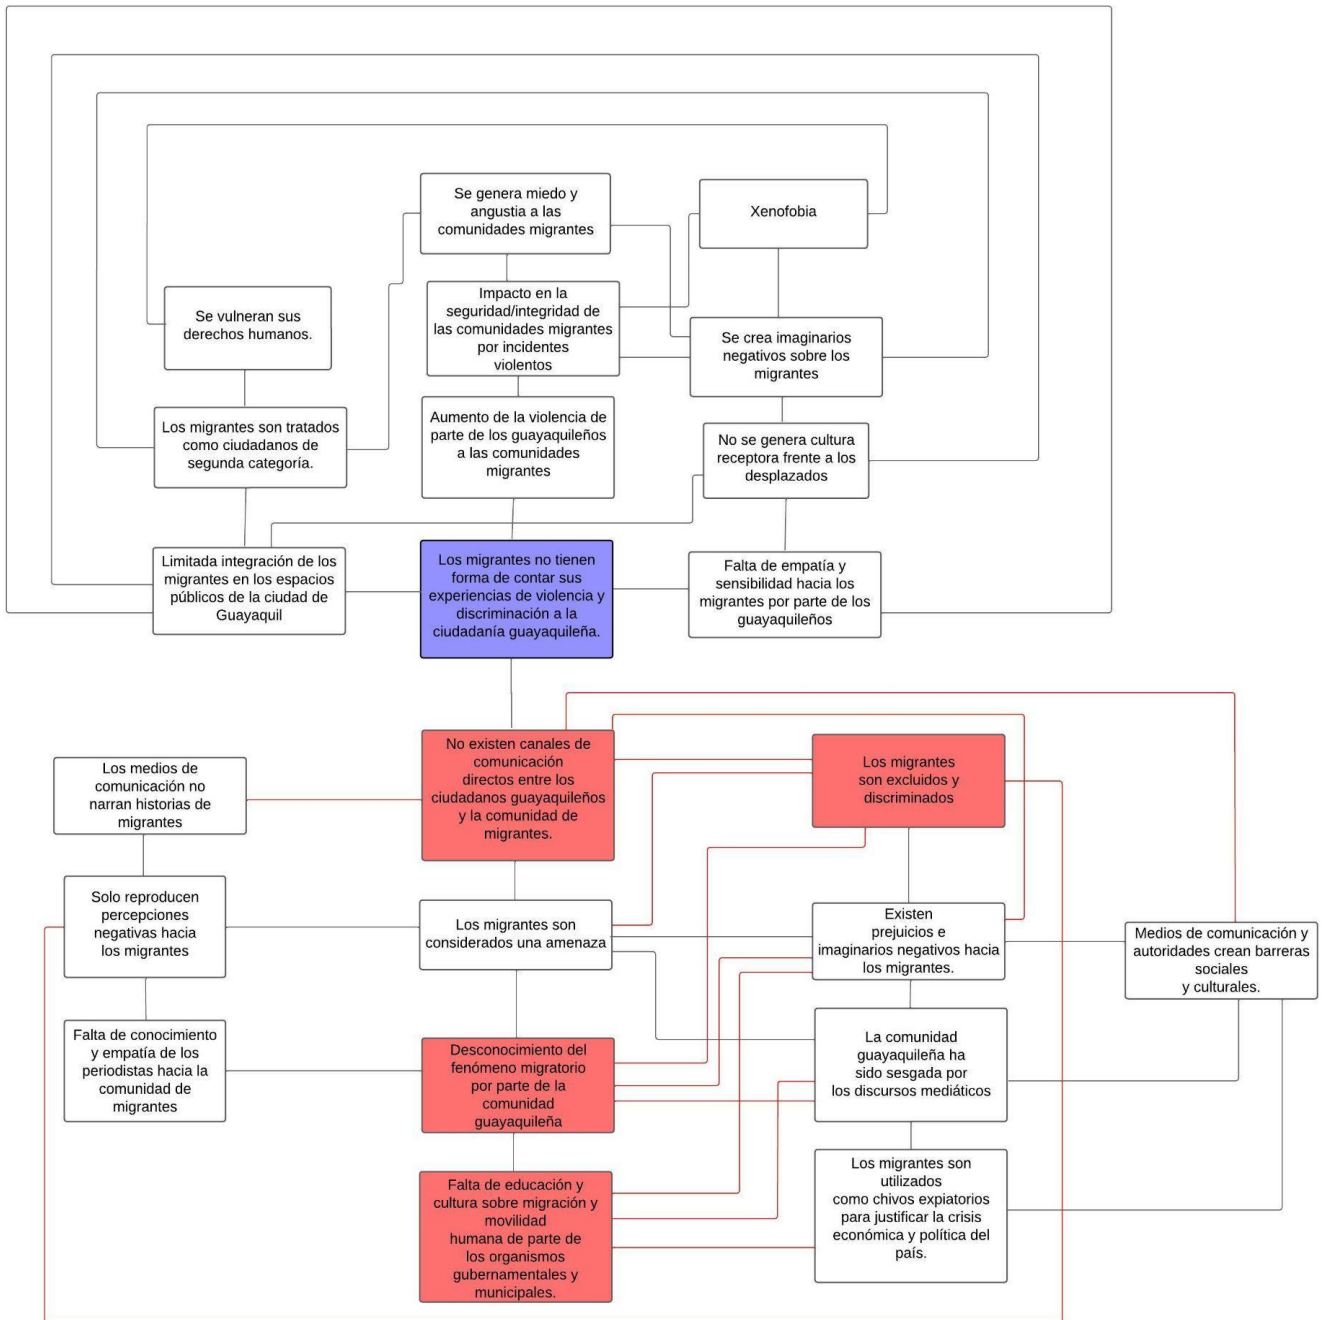 Se genera miedo y
angustia a las
comunidades migrantes
Xenofobia
Se vulneran sus
derechos humanos.
Impacto en la
seguridad/integridad de
las comunidades migrantes
por incidentes
violentos
Se crea imaginarios
negativos sobre los
migrantes
Los migrantes son tratados
como ciudadanos de
segunda categoría.
Aumento de la violencia de
parte de los guayaquileños
a las comunidades
migrantes
No se genera cultura
receptora frente a los
desplazados
Limitada integración de los
migrantes en los espacios
públicos de la ciudad de
Guayaquil
Los migrantes no tienen
forma de contar sus
experiencias de violencia y
discriminación a la
ciudadanía guayaquileña.
Falta de empatía y
sensibilidad hacia los
migrantes por parte de los
guayaquileños
Los medios de
comunicación no
narran historias de
migrantes
No existen canales de
comunicación
directos entre los
ciudadanos guayaquileños
y la comunidad de
migrantes.
Los migrantes
son excluidos y
discriminados
Solo reproducen
percepciones
negativas hacia
los migrantes
Los migrantes son
considerados una amenaza
Existen
prejuicios e
imaginarios negativos hacia
los migrantes.
Medios de comunicación y
autoridades crean barreras
sociales
y culturales.
Falta de conocimiento
y empatía de los
periodistas hacia la
comunidad de
migrantes
Desconocimiento del
fenómeno migratorio
por parte de la
comunidad
guayaquileña
La comunidad
guayaquileña ha
sido sesgada por
los discursos mediáticos
Falta de educación y
cultura sobre migración y
movilidad
humana de parte de
los organismos
gubernamentales y
municipales.
Los migrantes son
utilizados
como chivos expiatorios
para justificar la crisis
económica y política del
país.